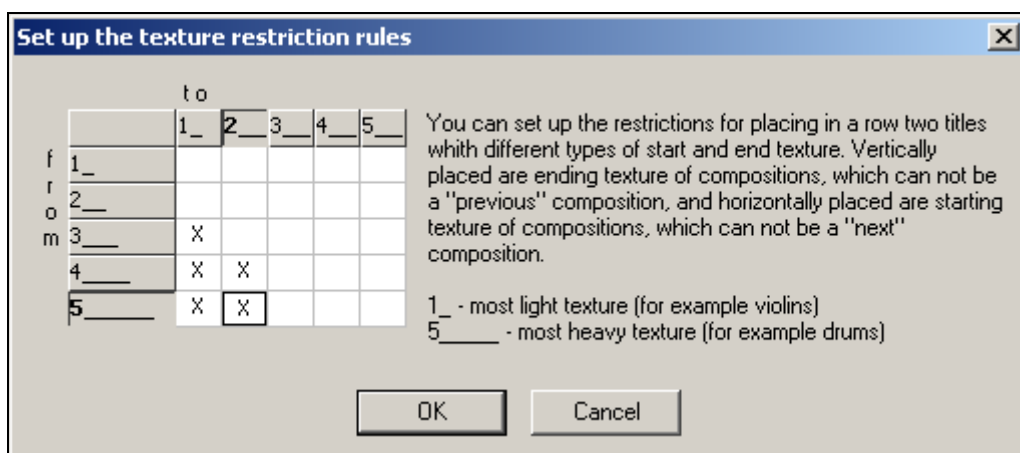 Set up the texture restriction rules
t o
1_ 2__ 3___ 4___ 5___
from
1_
2__
3___ X
4____ X X
5______ X X
You can set up the restrictions for placing in a row two titles
whith different types of start and end texture. Vertically
placed are ending texture of compositions, which can not be
a "previous" composition, and horizontally placed are starting
texture of compositions, which can not be a "next"
composition.
1_ - most light texture (for example violins)
5_____ - most heavy texture (for example drums)
OK Cancel